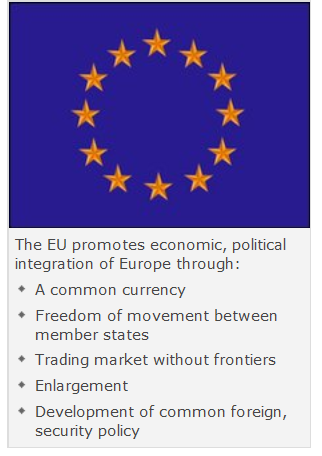 The EU promotes economic, political
integration of Europe through:
A common currency
Freedom of movement between
member states
Trading market without frontiers
Enlargement
Development of common foreign,
security policy